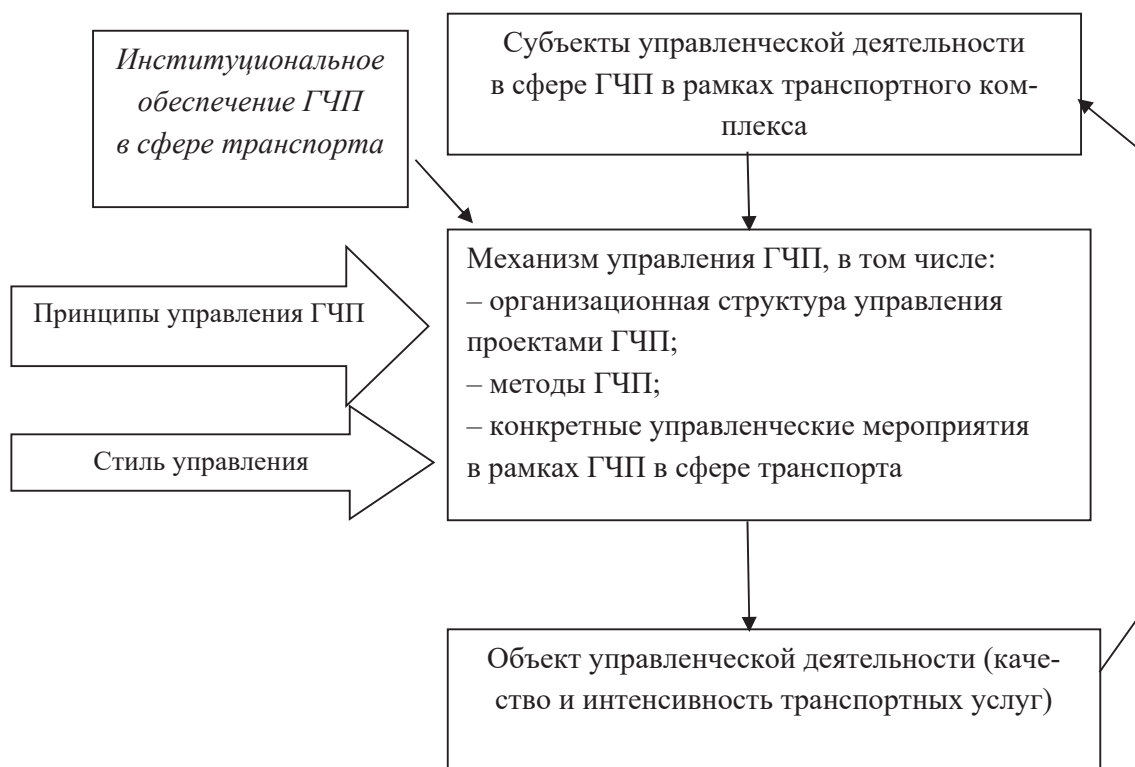 Институциональное
обеспечение ГЧП
в сфере транспорта
Субъекты управленческой деятельности
в сфере ГЧП в рамках транспортного ком-
плекса
Принципы управления ГЧП
Стиль управления
Механизм управления ГЧП, в том числе:
– организационная структура управления
проектами ГЧП;
– методы ГЧП;
– конкретные управленческие мероприятия
в рамках ГЧП в сфере транспорта
Объект управленческой деятельности (каче-
ство и интенсивность транспортных услуг)